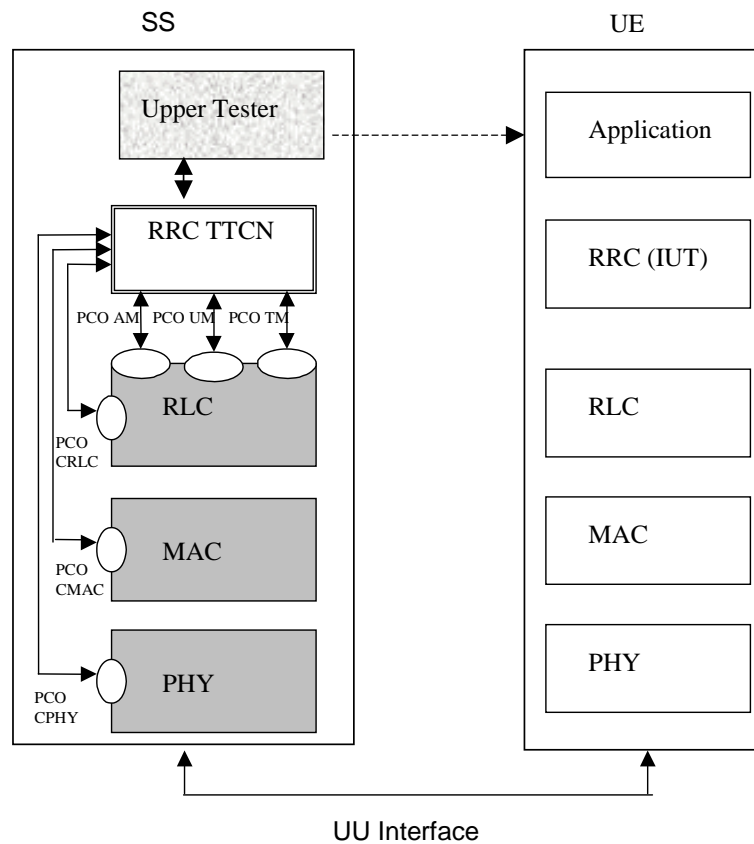 SS
UE
Upper Tester
Application
RRC TTCN
RRC (IUT)
PCO AM
PCO UM
PCO TM
RLC
RLC
PCO
CRLC
MAC
MAC
PCO
CMAC
PHY
PHY
PCO
CPHY
UU Interface